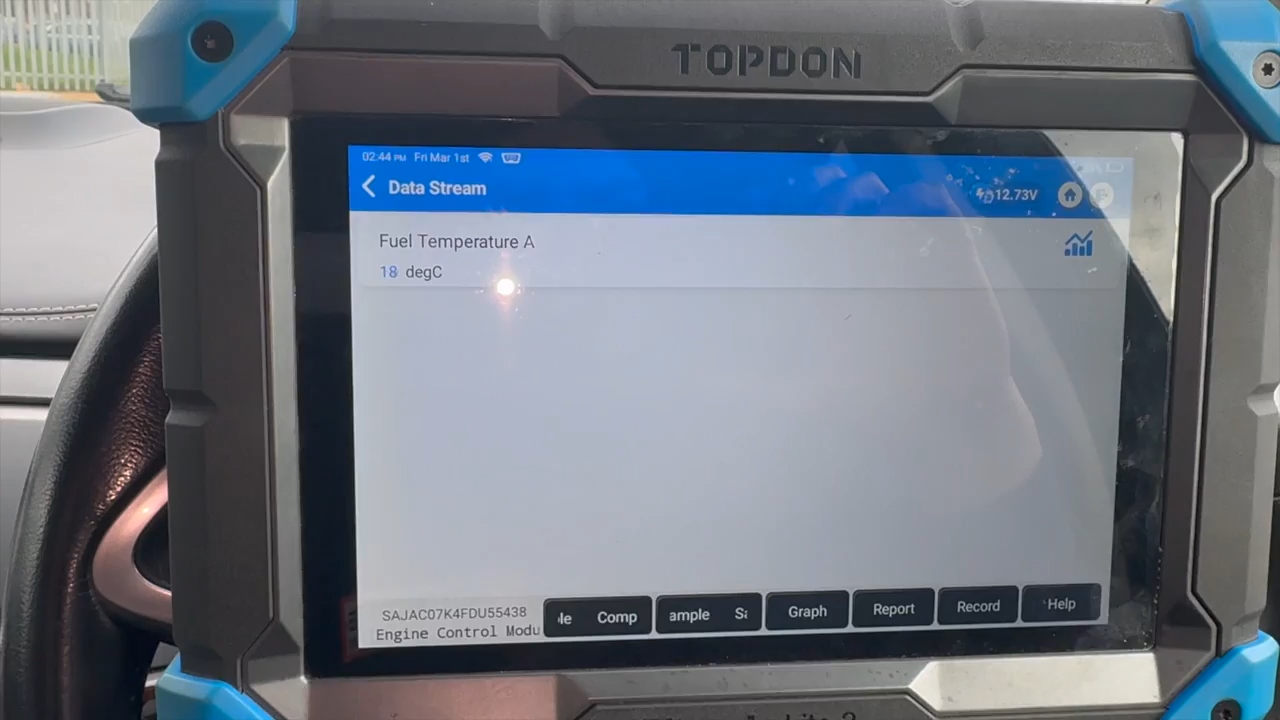 TOPDON
02:44 PM Fri Mar 1st
Data Stream
12.73V
Fuel Temperature A
18 degC
SAJAC07K4FDU55438
Engine Control Modu
le Comp
ample Sa
Graph
Report
Record
Help